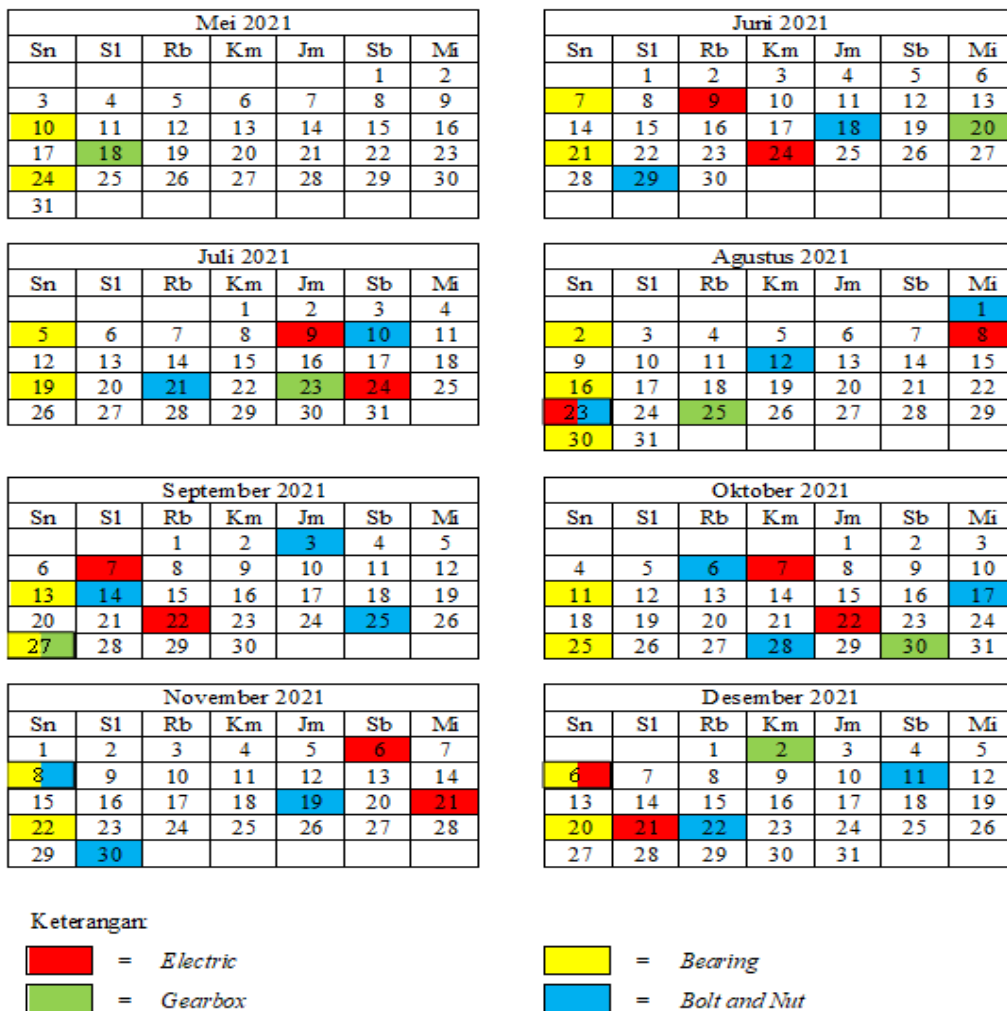 Mei 2021
Sn S1 Rb Km Jm Sb Mi
1 2
3 4 5 6 7 8 9
10 11 12 13 14 15 16
17 18 19 20 21 22 23
24 25 26 27 28 29 30
31
Juni 2021
Sn S1 Rb Km Jm Sb Mi
1 2 3 4 5 6
7 8 9 10 11 12 13
14 15 16 17 18 19 20
21 22 23 24 25 26 27
28 29 30
Juli 2021
Sn S1 Rb Km Jm Sb Mi
1 2 3 4
5 6 7 8 9 10 11
12 13 14 15 16 17 18
19 20 21 22 23 24 25
26 27 28 29 30 31
Agustus 2021
Sn S1 Rb Km Jm Sb Mi
1
2 3 4 5 6 7 8
9 10 11 12 13 14 15
16 17 18 19 20 21 22
23 24 25 26 27 28 29
30 31
September 2021
Sn S1 Rb Km Jm Sb Mi
1 2 3 4 5
6 7 8 9 10 11 12
13 14 15 16 17 18 19
20 21 22 23 24 25 26
27 28 29 30
Oktober 2021
Sn S1 Rb Km Jm Sb Mi
1 2 3
4 5 6 7 8 9 10
11 12 13 14 15 16 17
18 19 20 21 22 23 24
25 26 27 28 29 30 31
November 2021
Sn S1 Rb Km Jm Sb Mi
1 2 3 4 5 6 7
8 9 10 11 12 13 14
15 16 17 18 19 20 21
22 23 24 25 26 27 28
29 30
Desember 2021
Sn S1 Rb Km Jm Sb Mi
1 2 3 4 5
6 7 8 9 10 11 12
13 14 15 16 17 18 19
20 21 22 23 24 25 26
27 28 29 30 31
Keterangan:
= Electric
= Bearing
= Gearbox
= Bolt and Nut